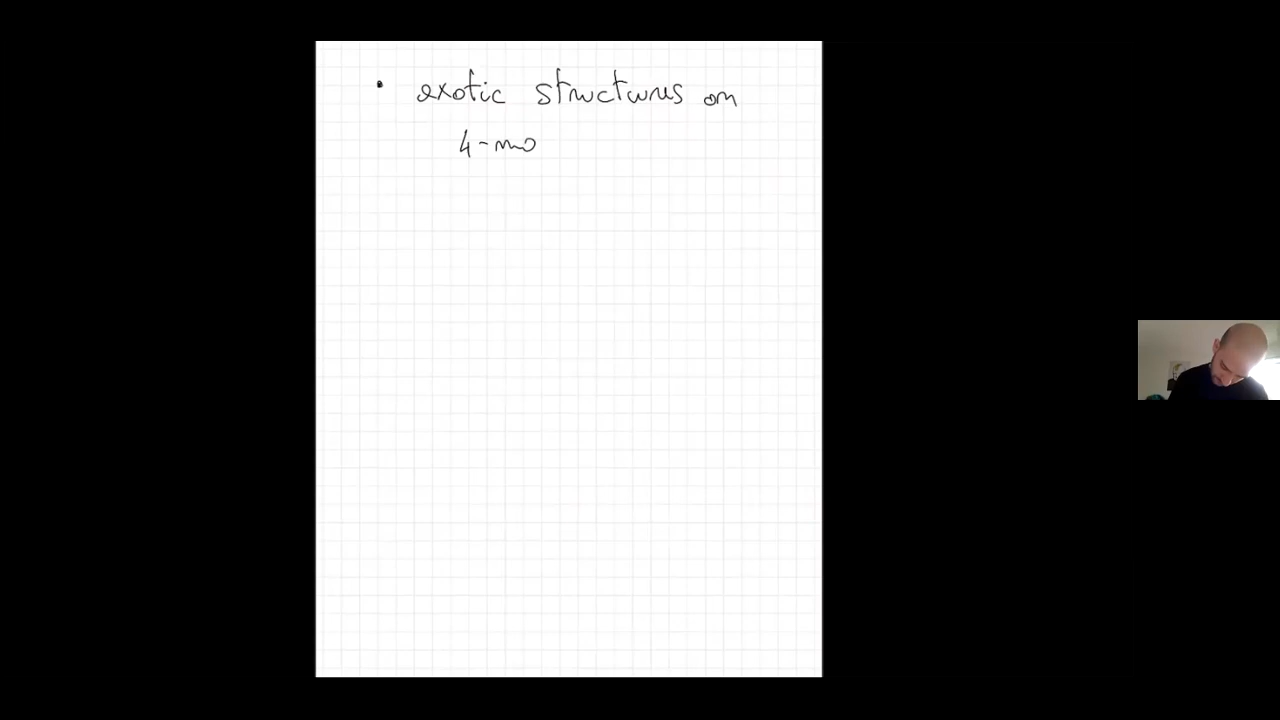 • exotic structures on
4-mo